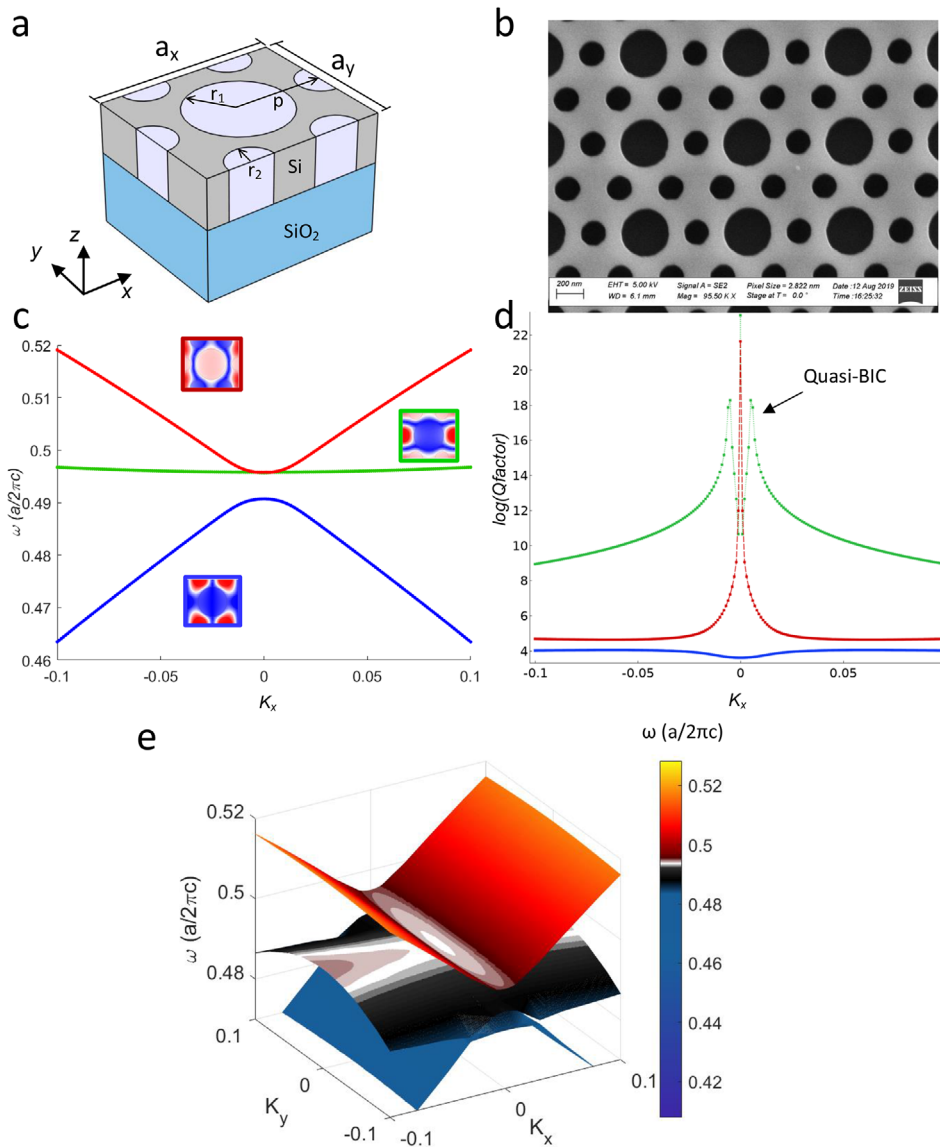 a
a_x
a_y
r_1
p
r_2
Si
SiO_2
z
y
x
b
200 nm
EHT = 5.00 kV
Signal A = SE2
Pixel Size = 2.822 nm
Date :12 Aug 2019
WD = 6.1 mm
Mag = 95.50 K X
Stage at T = 0.0 °
Time :16:25:32
ZEISS
c
0.52
0.51
0.5
0.49
0.48
0.47
0.46
ω (a/2πc)
-0.1
-0.05
0
0.05
0.1
K_x
d
22
20
18
16
14
12
10
8
6
4
log(Qfactor)
Quasi-BIC
-0.1
-0.05
0
0.05
K_x
e
0.52
0.5
0.48
ω (a/2πc)
0.1
0
-0.1
K_y
-0.1
0
0.1
K_x
ω (a/2πc)
0.52
0.5
0.48
0.46
0.44
0.42